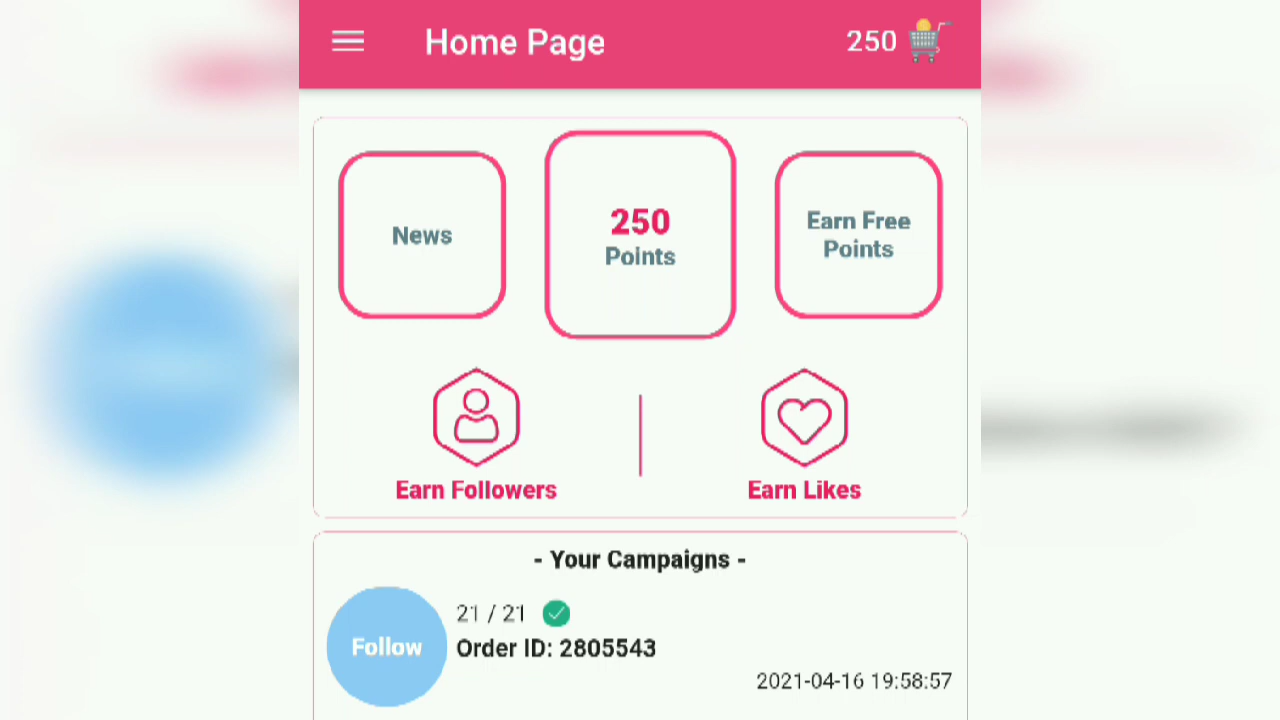 Home Page
250
News
250
Points
Earn Free
Points
Earn Followers
Earn Likes
- Your Campaigns -
Follow
21 / 21
Order ID: 2805543
2021-04-16 19:58:57